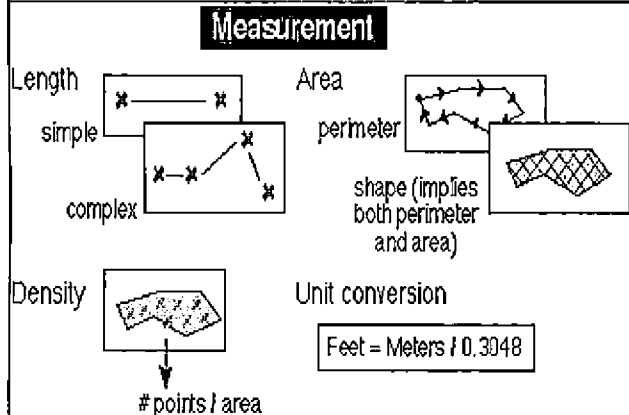 Measurement
Length
simple
complex
Area
perimeter
shape (implies
both perimeter
and area)
Density
# points / area
Unit conversion
Feet = Meters / 0.3048